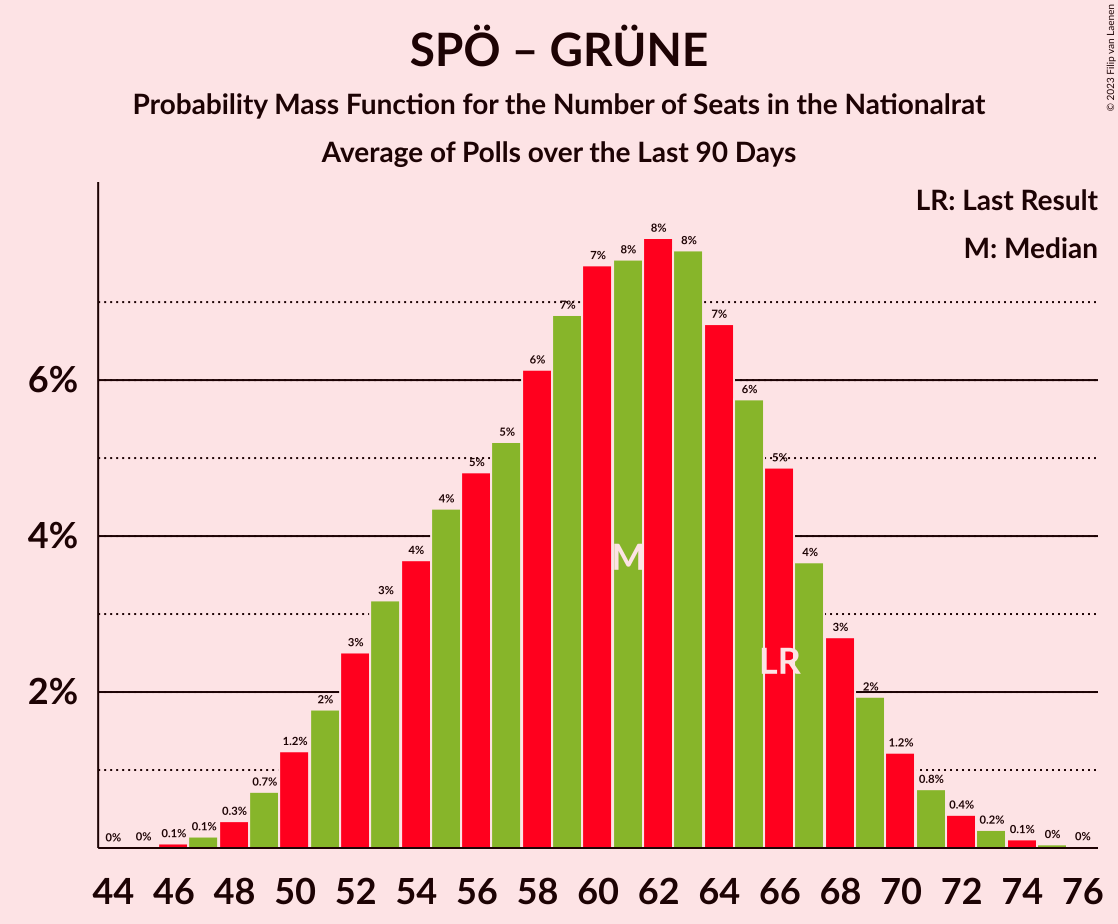 SPÖ – GRÜNE
Probability Mass Function for the Number of Seats in the Nationalrat
Average of Polls over the Last 90 Days
© 2023 Filip van Laenen
LR: Last Result
M: Median
6%
4%
2%
0% 0% 0.1% 0.1% 0.3% 0.7% 1.2% 2% 3% 3% 4% 4% 5% 5% 6% 7% 7% 8% 8% 8% 7% 6% 5% 4% 3% 2% 1.2% 0.8% 0.4% 0.2% 0.1% 0% 0%
M
LR
44 46 48 50 52 54 56 58 60 62 64 66 68 70 72 74 76